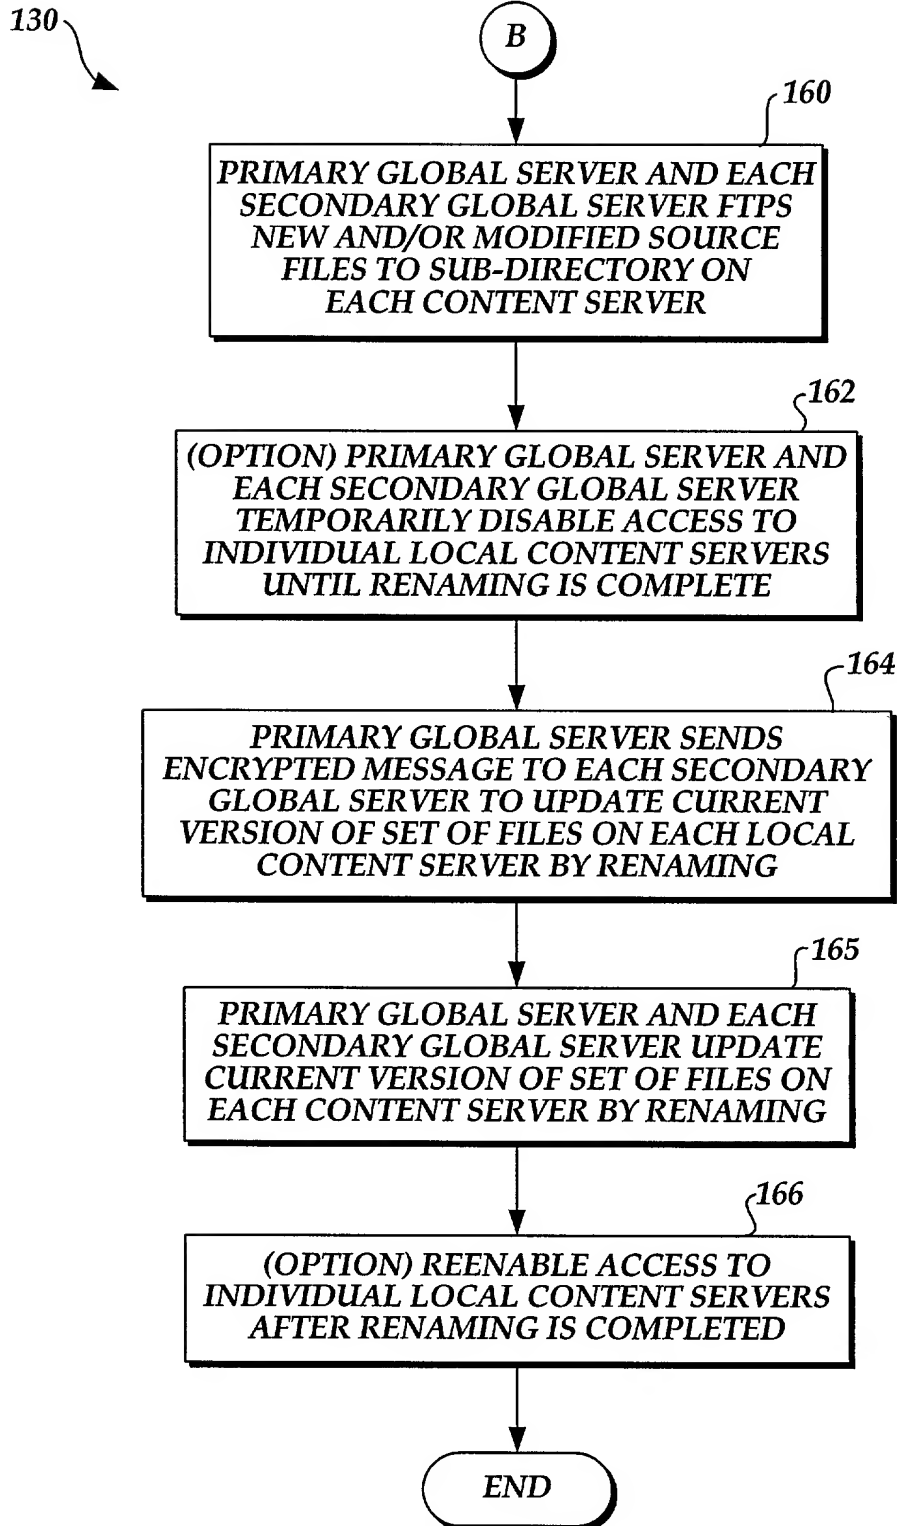 130
B
160
PRIMARY GLOBAL SERVER AND EACH
SECONDARY GLOBAL SERVER FTPS
NEW AND/OR MODIFIED SOURCE
FILES TO SUB-DIRECTORY ON
EACH CONTENT SERVER
162
(OPTION) PRIMARY GLOBAL SERVER AND
EACH SECONDARY GLOBAL SERVER
TEMPORARILY DISABLE ACCESS TO
INDIVIDUAL LOCAL CONTENT SERVERS
UNTIL RENAMING IS COMPLETE
164
PRIMARY GLOBAL SERVER SENDS
ENCRYPTED MESSAGE TO EACH SECONDARY
GLOBAL SERVER TO UPDATE CURRENT
VERSION OF SET OF FILES ON EACH LOCAL
CONTENT SERVER BY RENAMING
165
PRIMARY GLOBAL SERVER AND EACH
SECONDARY GLOBAL SERVER UPDATE
CURRENT VERSION OF SET OF FILES ON
EACH CONTENT SERVER BY RENAMING
166
(OPTION) REENABLE ACCESS TO
INDIVIDUAL LOCAL CONTENT SERVERS
AFTER RENAMING IS COMPLETED
END